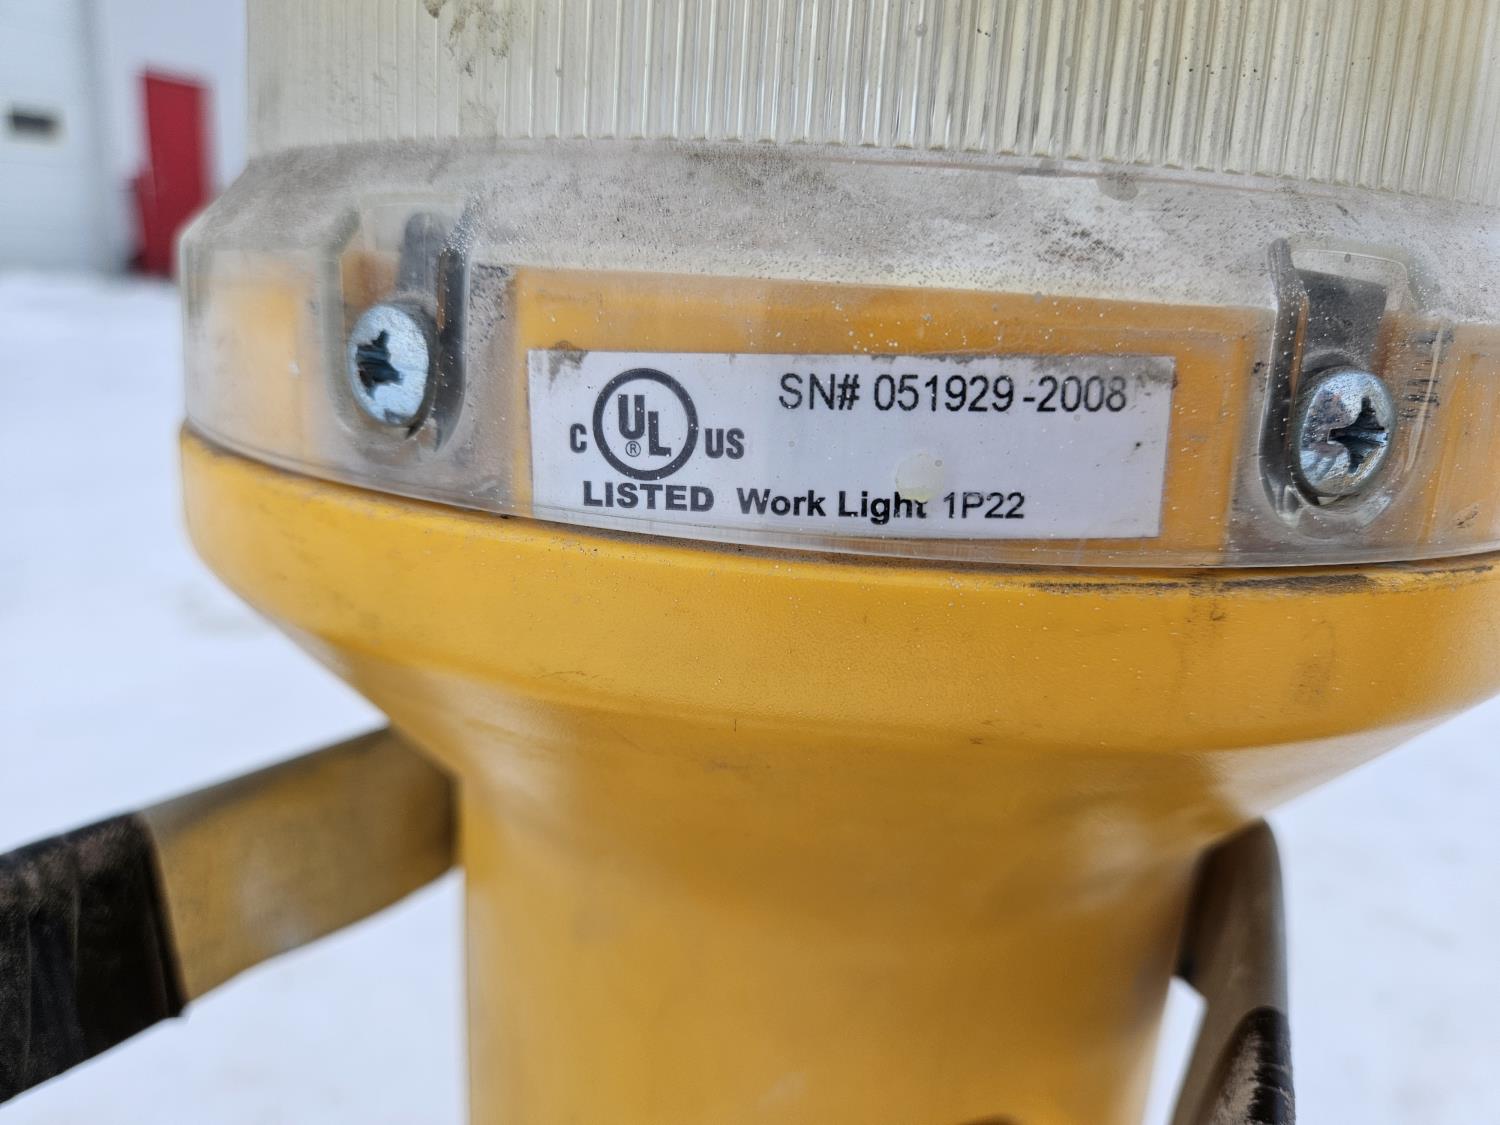 SN# 051929-2008
C UL® US
LISTED Work Light 1P22